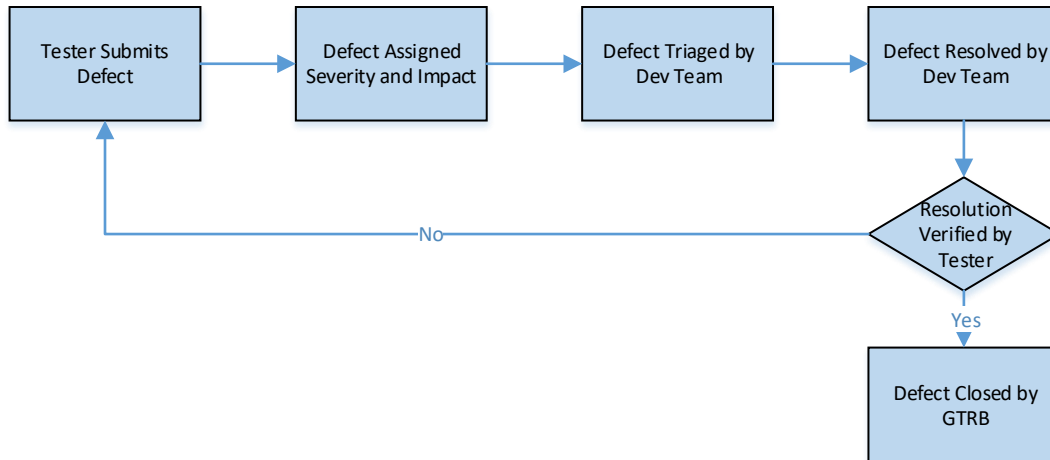 Tester Submits
Defect
Defect Assigned
Severity and Impact
Defect Triaged by
Dev Team
Defect Resolved by
Dev Team
Resolution
Verified by
Tester
No
Yes
Defect Closed by
GTRB